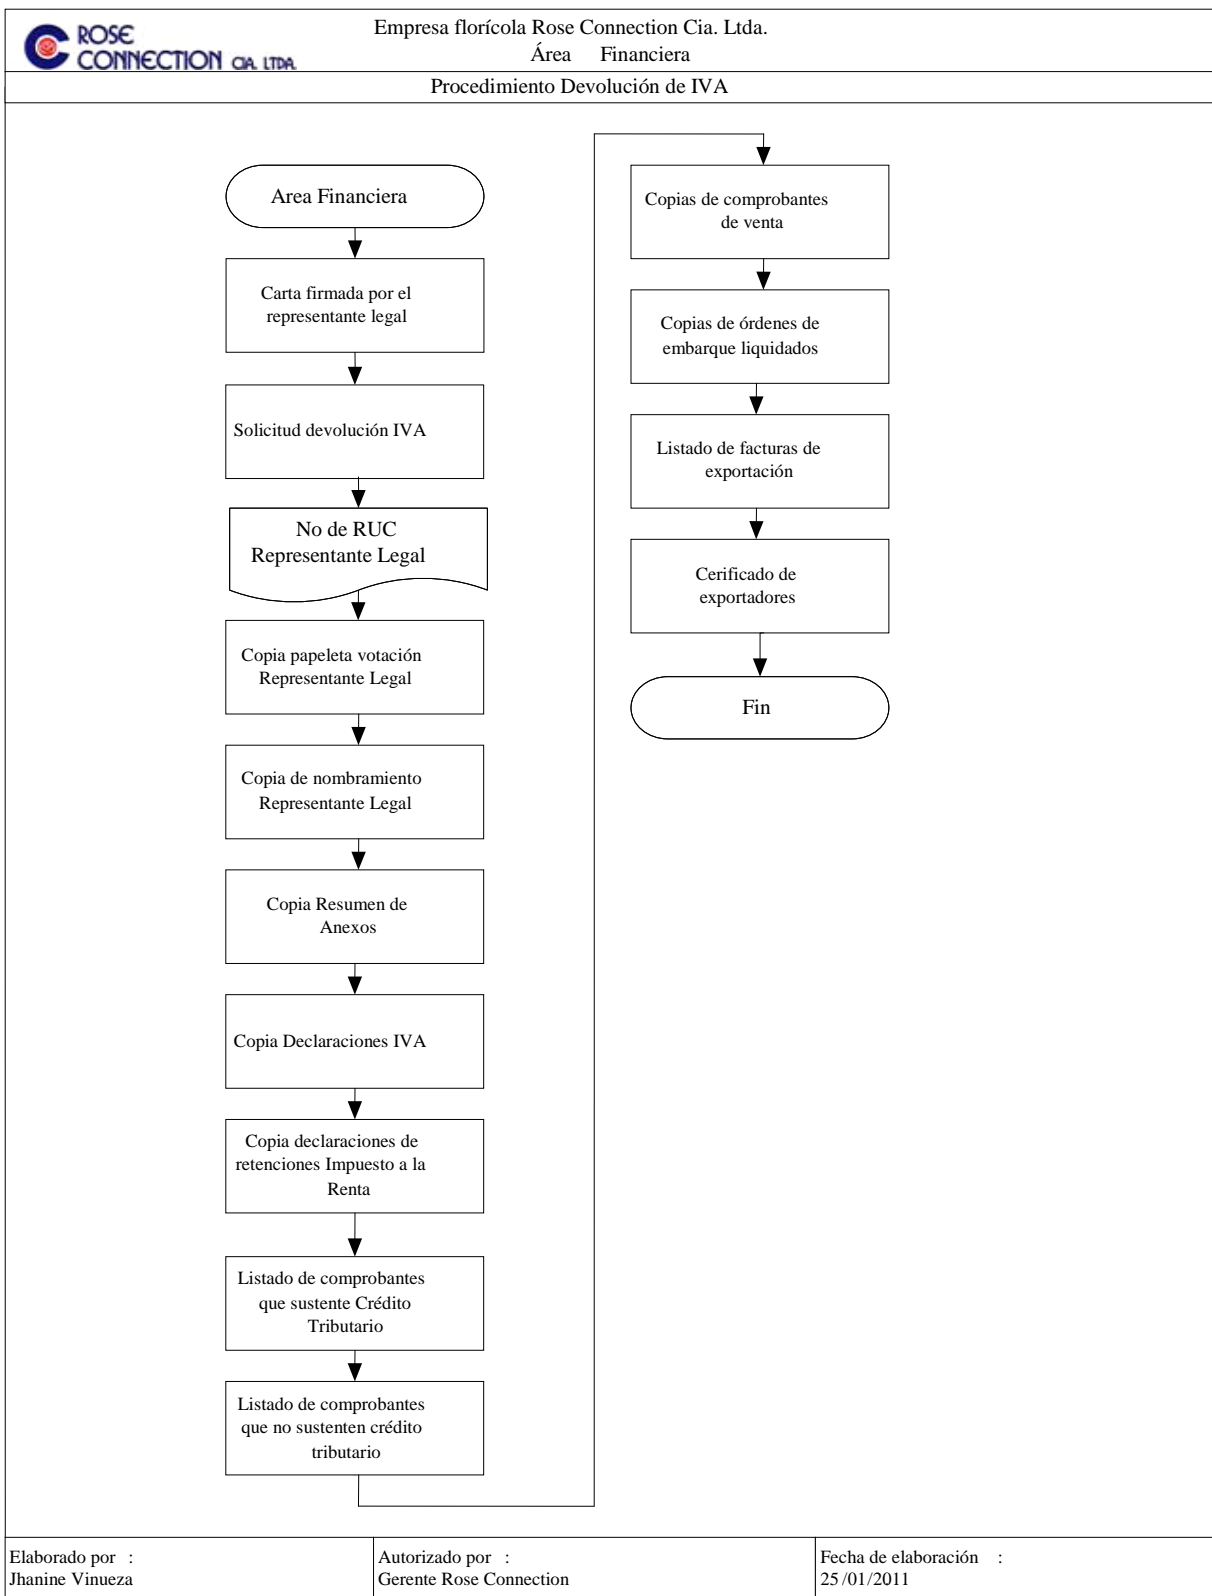 ROSE
CONNECTION CIA. LTDA.
Empresa florícola Rose Connection Cia. Ltda.
Área Financiera
Procedimiento Devolución de IVA
Area Financiera
Carta firmada por el
representante legal
Solicitud devolución IVA
No de RUC
Representante Legal
Copia papeleta votación
Representante Legal
Copia de nombramiento
Representante Legal
Copia Resumen de
Anexos
Copia Declaraciones IVA
Copia declaraciones de
retenciones Impuesto a la
Renta
Listado de comprobantes
que sustente Crédito
Tributario
Listado de comprobantes
que no sustenten crédito
tributario
Copias de comprobantes
de venta
Copias de órdenes de
embarque liquidados
Listado de facturas de
exportación
Cerificado de
exportadores
Fin
Elaborado por :
Jhanine Vinueza
Autorizado por :
Gerente Rose Connection
Fecha de elaboración :
25/01/2011